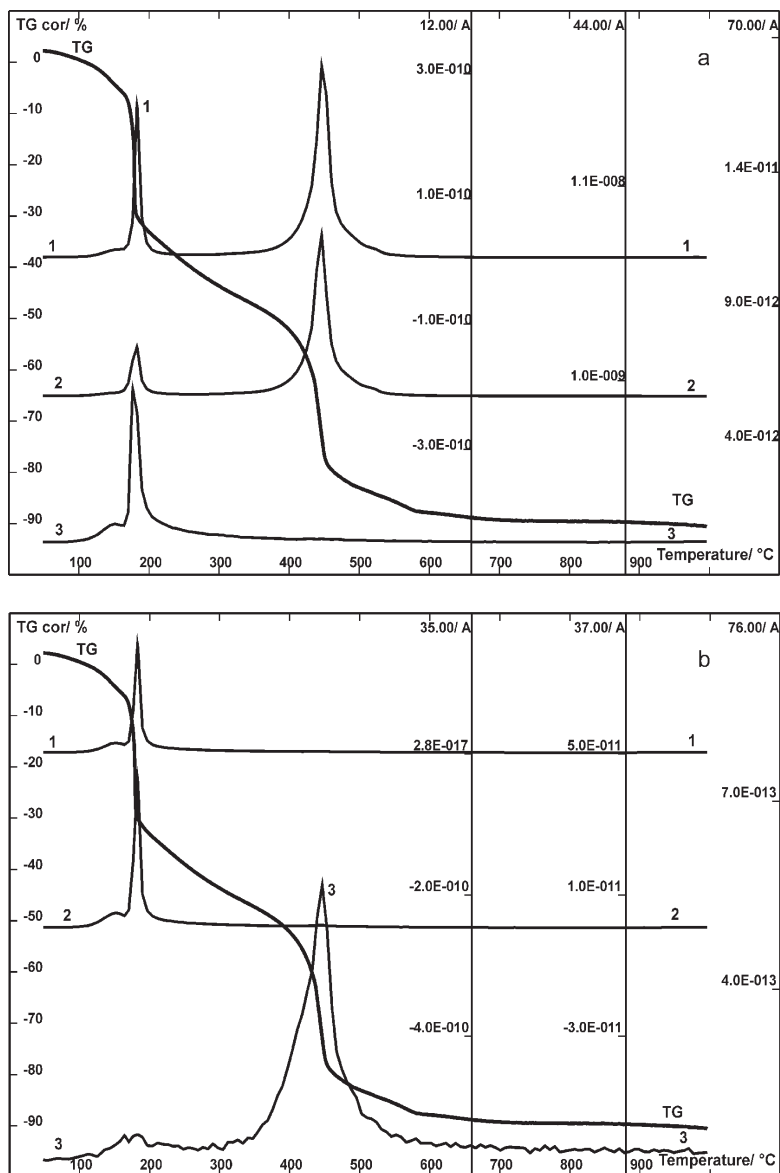 TG cor/ % 12.00/ A 44.00/ A 70.00/ A
TG
a
0
3.0E-010
-10
1
-20
1.4E-011
1.1E-008
1.0E-010
-30
1 1
-40
9.0E-012
-50
-1.0E-010
-60
1.0E-009
2 2
-70
4.0E-012
-3.0E-010
-80
TG
-90
3 3
Temperature/ °C
100 200 300 400 500 600 700 800 900
TG cor/ % 35.00/ A 37.00/ A 76.00/ A
TG
b
0
-10
1 1
2.8E-017 5.0E-011
-20
7.0E-013
-30
-40
3
-2.0E-010 1.0E-011
2 2
-50
-60
4.0E-013
-70
-4.0E-010 -3.0E-011
-80
TG
-90
3 3
Temperature/ °C
100 200 300 400 500 600 700 800 900